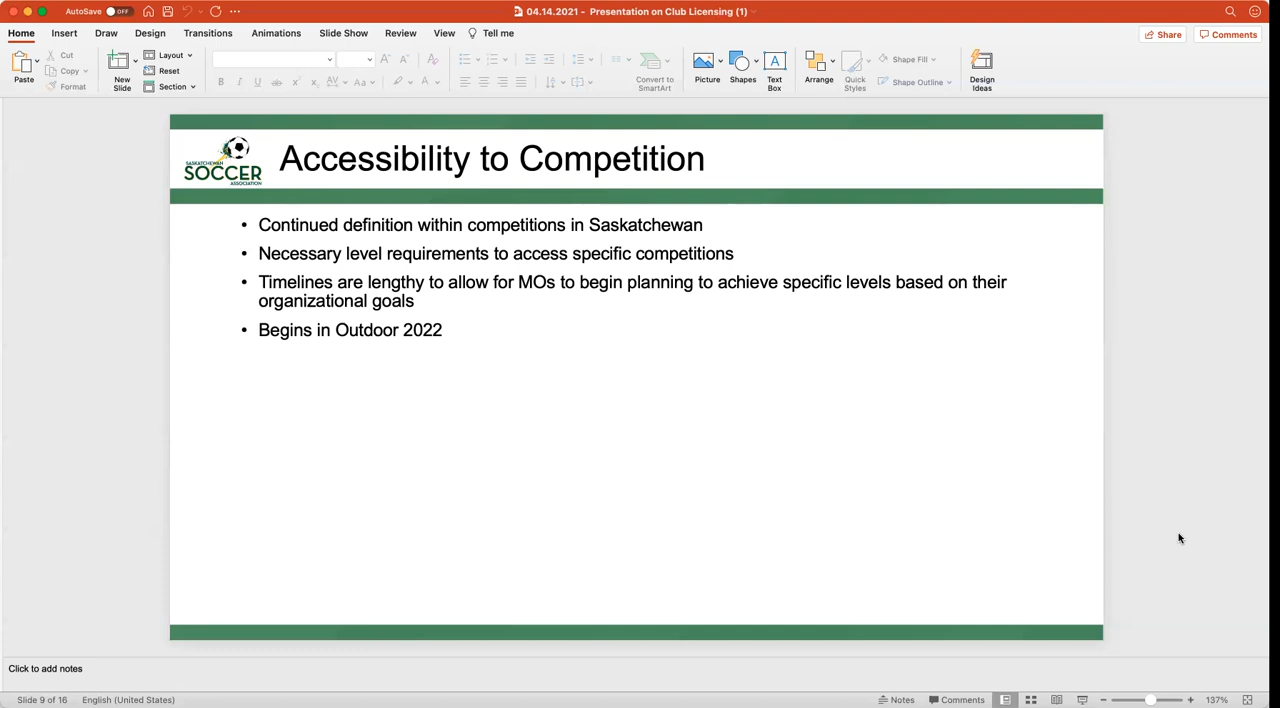 AutoSave OFF
04.14.2021 - Presentation on Club Licensing (1)
Home Insert Draw Design Transitions Animations Slide Show Review View Tell me
Share Comments
Paste
Cut
Copy
Format
New Slide
Layout
Reset
Section
Convert to SmartArt
Picture
Shapes
Text Box
Arrange
Quick Styles
Shape Fill
Shape Outline
Design Ideas
SASKATCHEWAN
SOCCER
ASSOCIATION
Accessibility to Competition
• Continued definition within competitions in Saskatchewan
• Necessary level requirements to access specific competitions
• Timelines are lengthy to allow for MOs to begin planning to achieve specific levels based on their
organizational goals
• Begins in Outdoor 2022
Click to add notes
Slide 9 of 16 English (United States) Notes Comments 137%